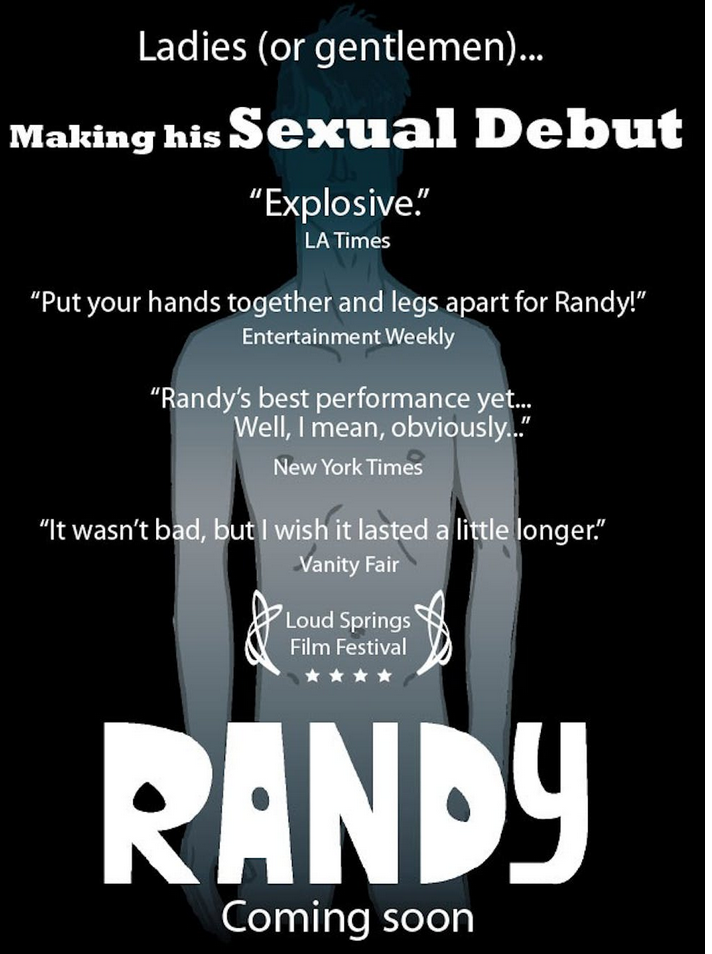 Ladies (or gentlemen)...
Making his Sexual Debut
“Explosive.”
LA Times
“Put your hands together and legs apart for Randy!”
Entertainment Weekly
“Randy’s best performance yet...
Well, I mean, obviously...”
New York Times
“It wasn’t bad, but I wish it lasted a little longer.”
Vanity Fair
Loud Springs
Film Festival
RANDY
Coming soon